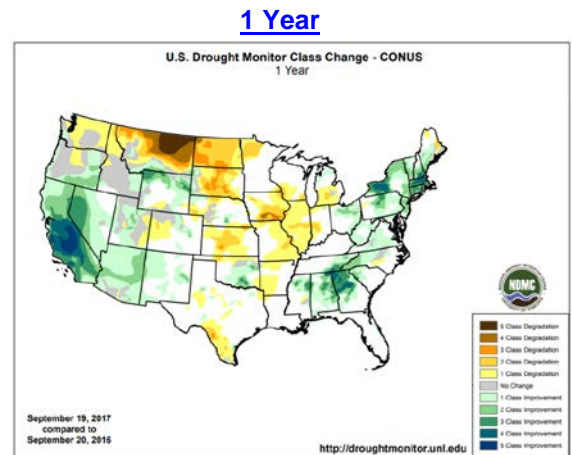 1 Year
U.S. Drought Monitor Class Change - CONUS
1 Year
NDMC
5 Class Degradation
4 Class Degradation
3 Class Degradation
2 Class Degradation
1 Class Degradation
No Change
1 Class Improvement
2 Class Improvement
3 Class Improvement
4 Class Improvement
5 Class Improvement
September 19, 2017
compared to
September 20, 2016
http://droughtmonitor.unl.edu